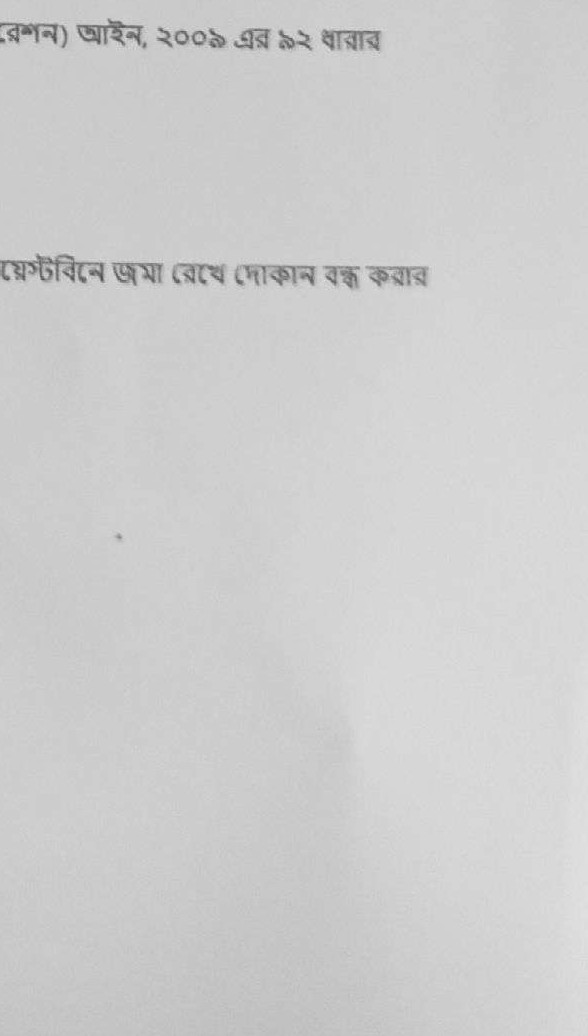 রেশন) আইন, ২০০৯ এর ৯২ ধারার
য়েস্টবিনে জমা রেখে দোকান বন্ধ করার